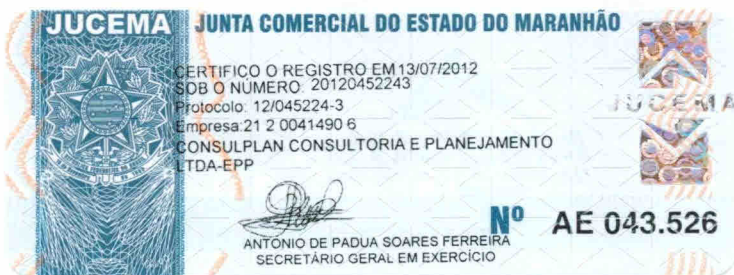 JUCEMA JUNTA COMERCIAL DO ESTADO DO MARANHÃO
CERTIFICO O REGISTRO EM 13/07/2012
SOB O NÚMERO: 20120452243
Protocolo: 12/045224-3
JUCEMA
Empresa:21 2 0041490 6
CONSULPLAN CONSULTORIA E PLANEJAMENTO
LTDA-EPP
Nº AE 043.526
ANTÔNIO DE PADUA SOARES FERREIRA
SECRETÁRIO GERAL EM EXERCÍCIO